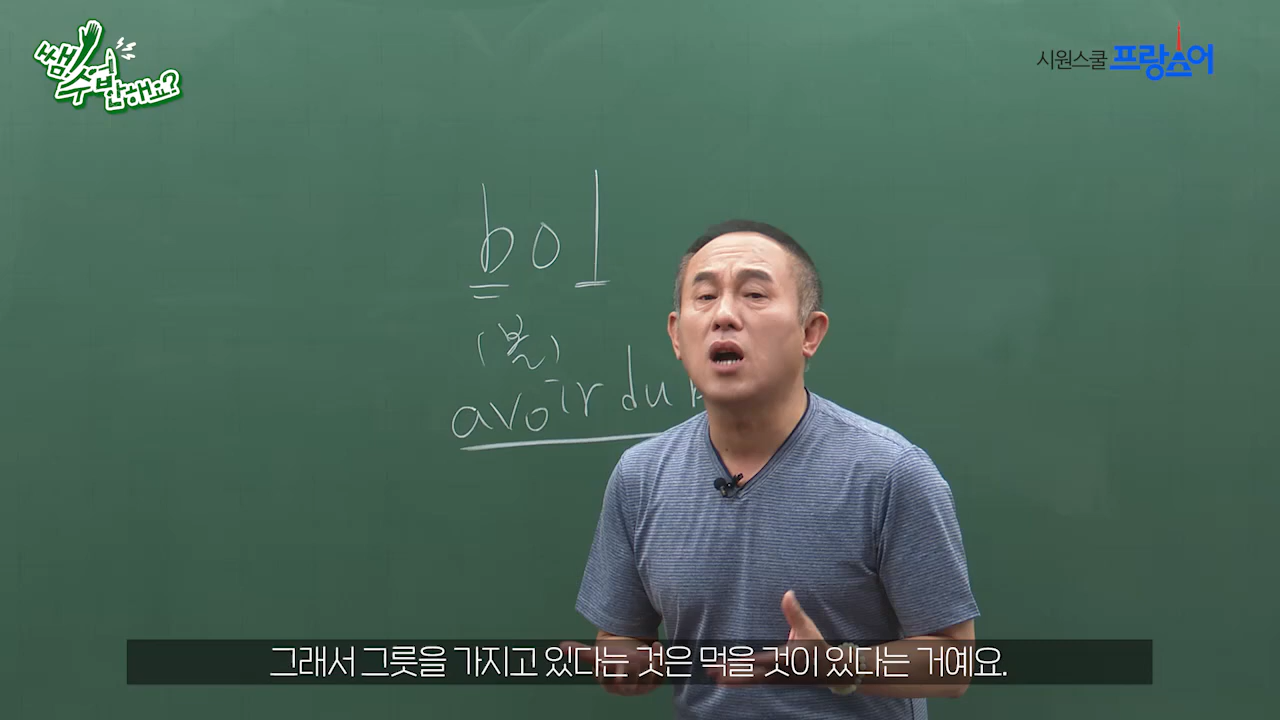 쌤 수업 안 해요?
시원스쿨 프랑스어
bol
(볼)
avoir du b
그래서 그릇을 가지고 있다는 것은 먹을 것이 있다는 거예요.